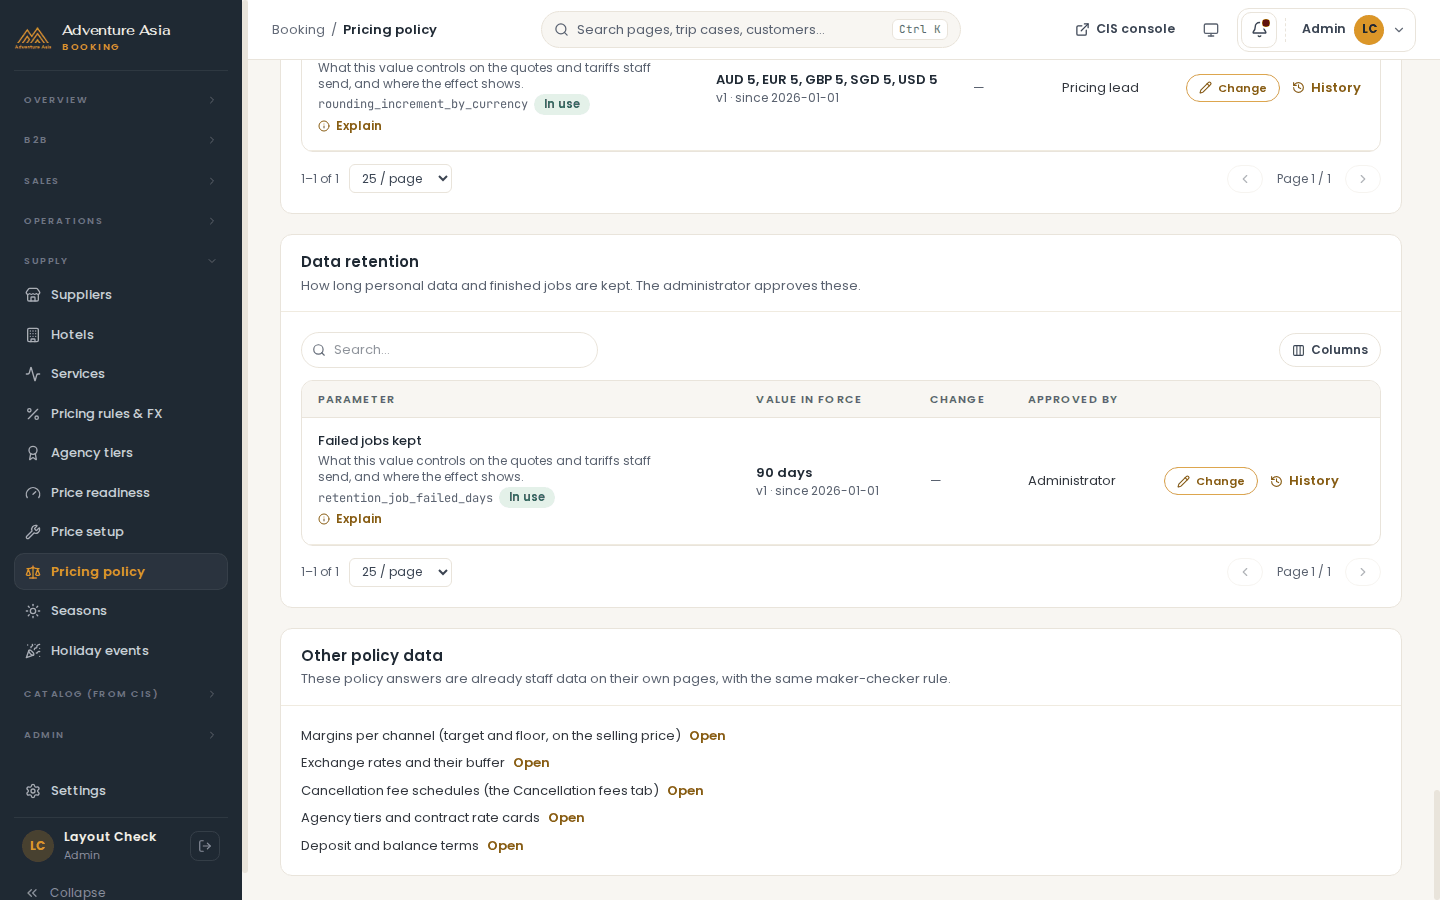 Adventure Asia
BOOKING
Adventure Asia
OVERVIEW
B2B
SALES
OPERATIONS
SUPPLY
Suppliers
Hotels
Services
Pricing rules & FX
Agency tiers
Price readiness
Price setup
Pricing policy
Seasons
Holiday events
CATALOG (FROM CIS)
ADMIN
Settings
LC
Layout Check
Admin
Collapse
Booking / Pricing policy
Search pages, trip cases, customers...
Ctrl K
CIS console
Admin
LC
What this value controls on the quotes and tariffs staff
send, and where the effect shows.
rounding_increment_by_currency In use
Explain
AUD 5, EUR 5, GBP 5, SGD 5, USD 5
v1 · since 2026-01-01
—
Pricing lead
Change
History
1–1 of 1
25 / page
Page 1 / 1
Data retention
How long personal data and finished jobs are kept. The administrator approves these.
Search...
Columns
PARAMETER VALUE IN FORCE CHANGE APPROVED BY
Failed jobs kept
What this value controls on the quotes and tariffs staff
send, and where the effect shows.
retention_job_failed_days In use
Explain
90 days
v1 · since 2026-01-01
—
Administrator
Change
History
1–1 of 1
25 / page
Page 1 / 1
Other policy data
These policy answers are already staff data on their own pages, with the same maker-checker rule.
Margins per channel (target and floor, on the selling price) Open
Exchange rates and their buffer Open
Cancellation fee schedules (the Cancellation fees tab) Open
Agency tiers and contract rate cards Open
Deposit and balance terms Open